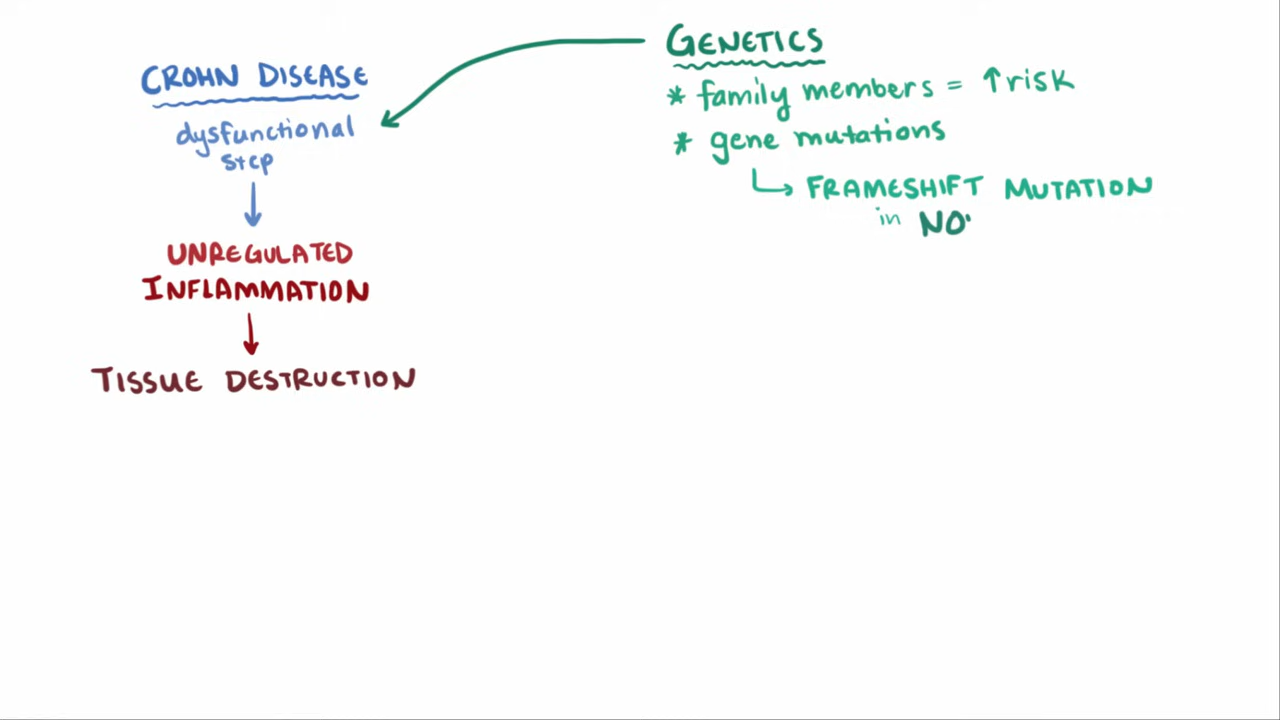 CROHN DISEASE
dysfunctional
step
UNREGULATED
INFLAMMATION
TISSUE DESTRUCTION
GENETICS
* family members = ↑risk
* gene mutations
↳ FRAMESHIFT MUTATION
in NO